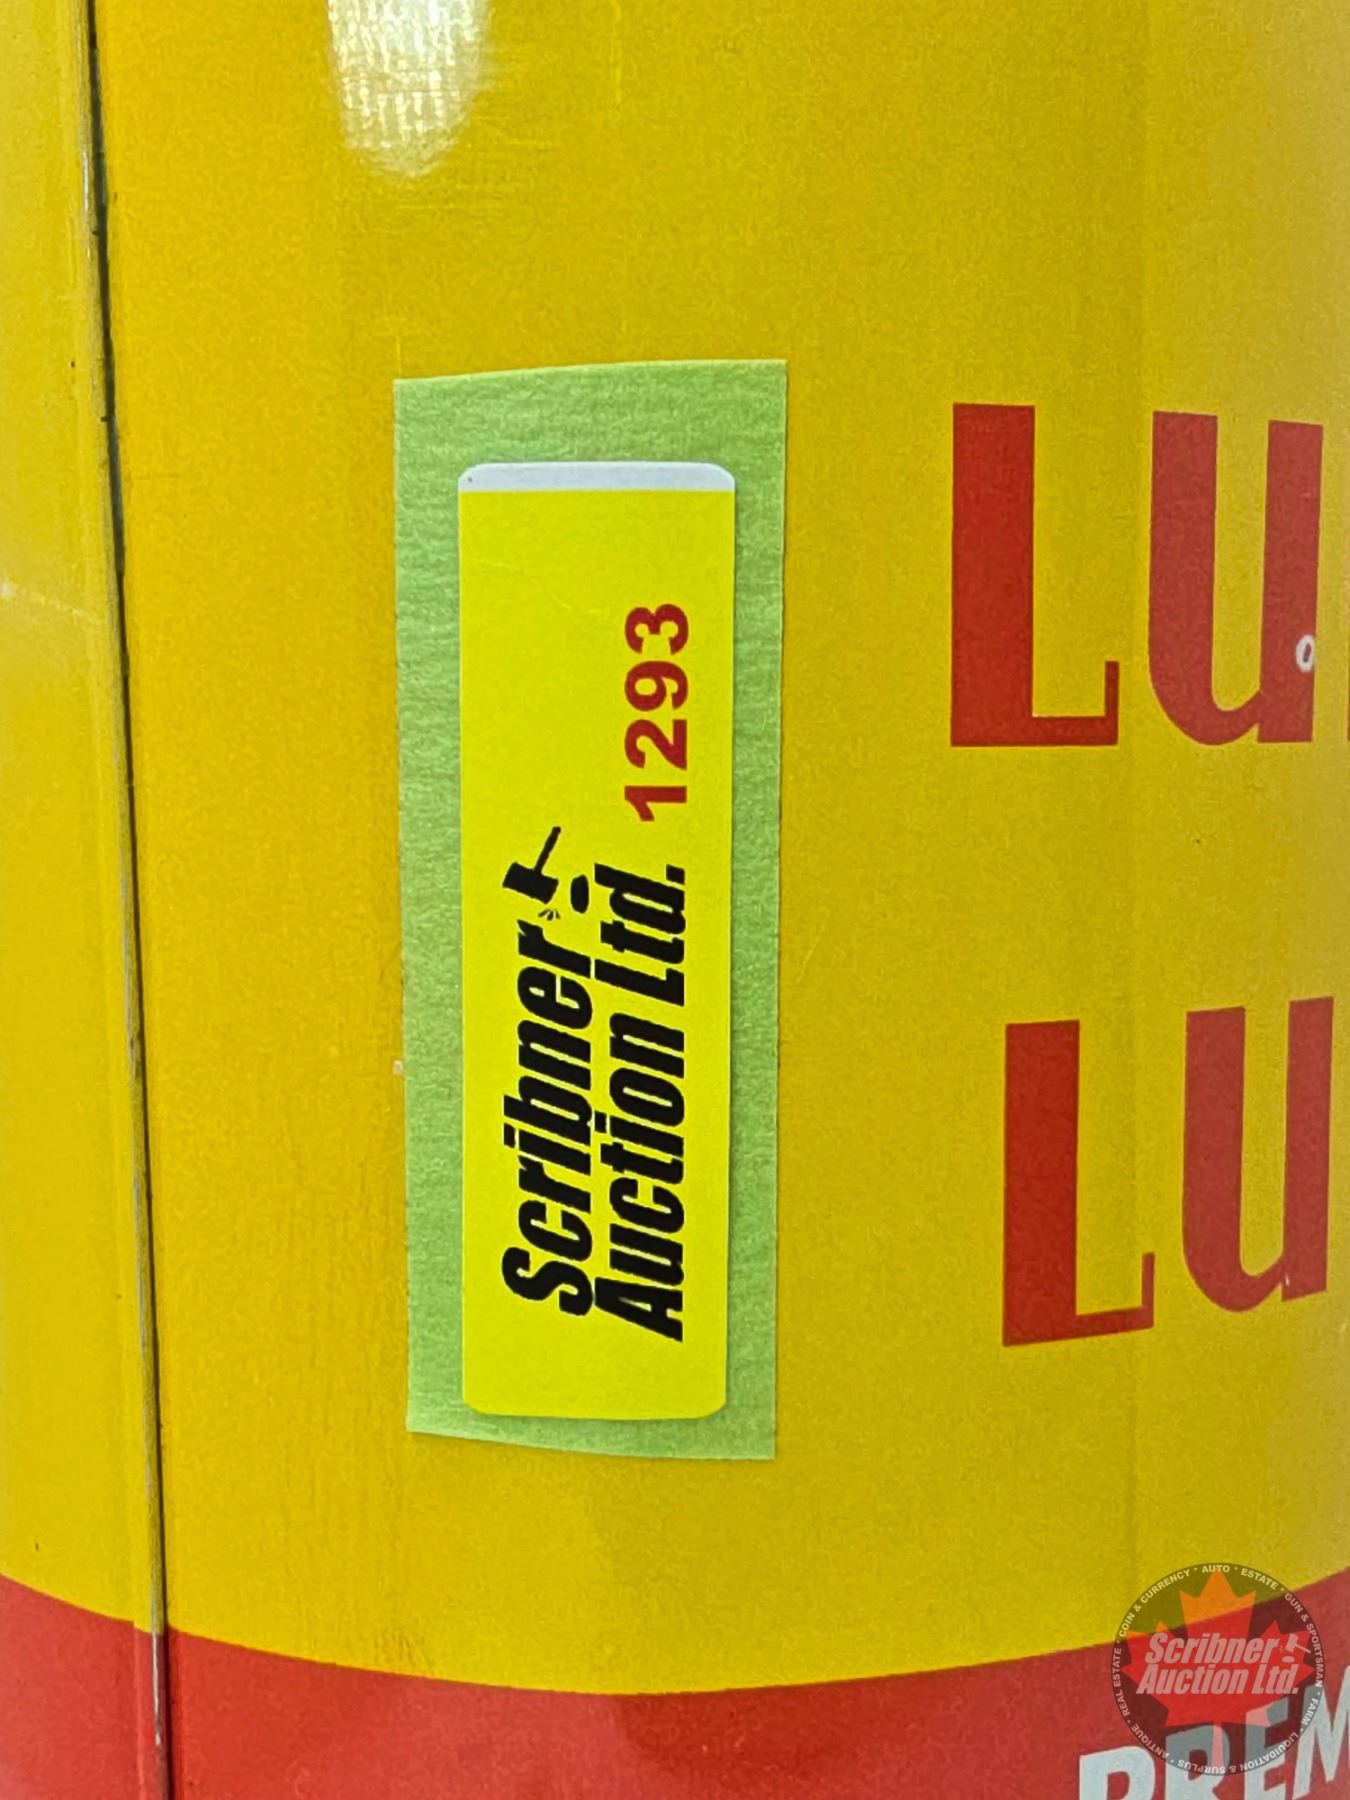 Scribner
Auction Ltd. 1293
Lu
Lu
PREM
COIN & CURRENCY • AUTO • ESTATE • GUN & SPORTSMAN • FARM • LIQUIDATION & SURPLUS • ANTIQUE • REAL ESTATE •
Scribner
Auction Ltd.